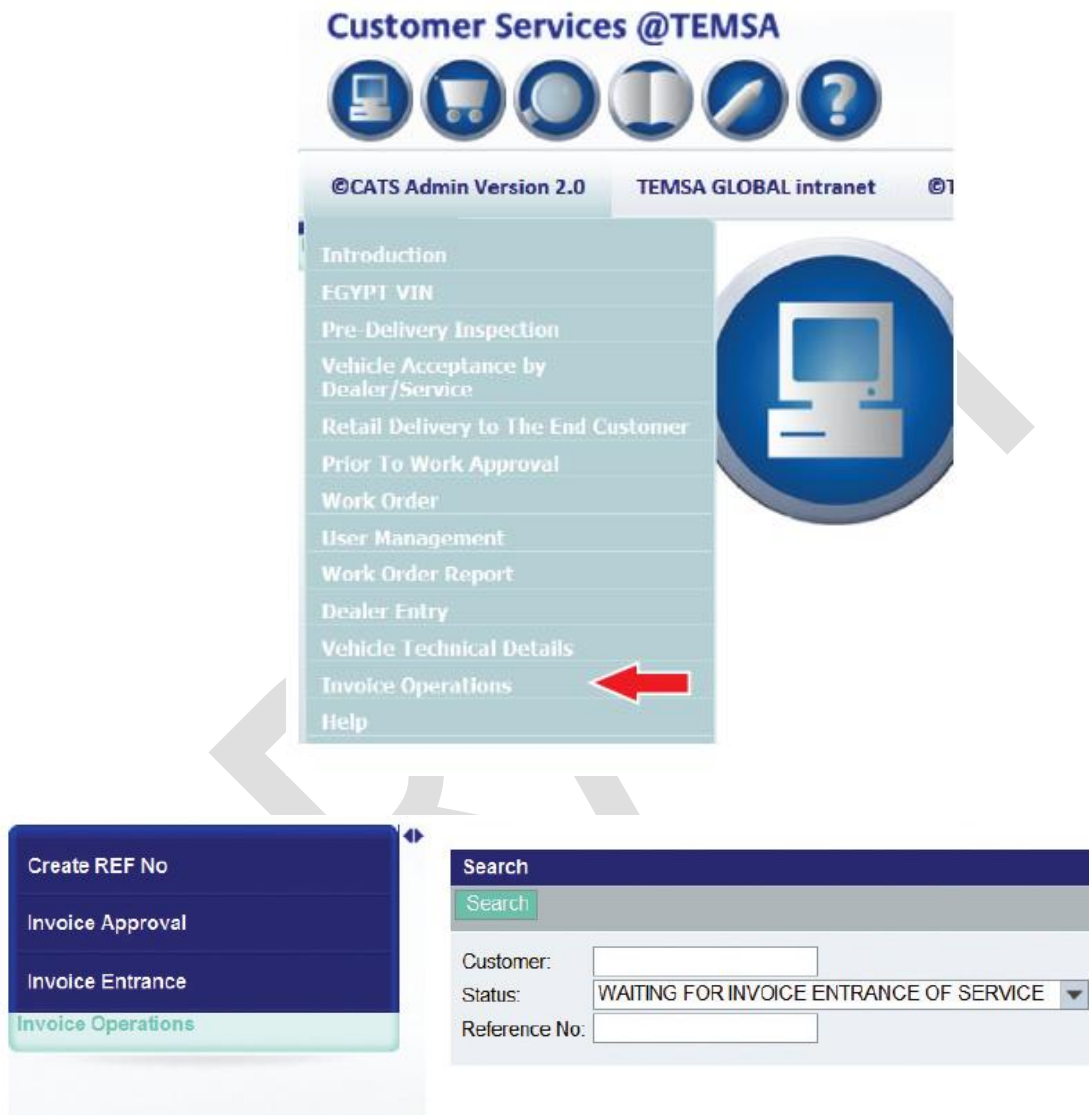 Customer Services @TEMSA
?
©CATS Admin Version 2.0 TEMSA GLOBAL intranet
Introduction
EGYPT VIN
Pre-Delivery Inspection
Vehicle Acceptance by
Dealer/Service
Retail Delivery to The End Customer
Prior To Work Approval
Work Order
User Management
Work Order Report
Dealer Entry
Vehicle Technical Details
Invoice Operations
Help
Create REF No
Invoice Approval
Invoice Entrance
Invoice Operations
Search
Search
Customer:
Status: WAITING FOR INVOICE ENTRANCE OF SERVICE
Reference No: